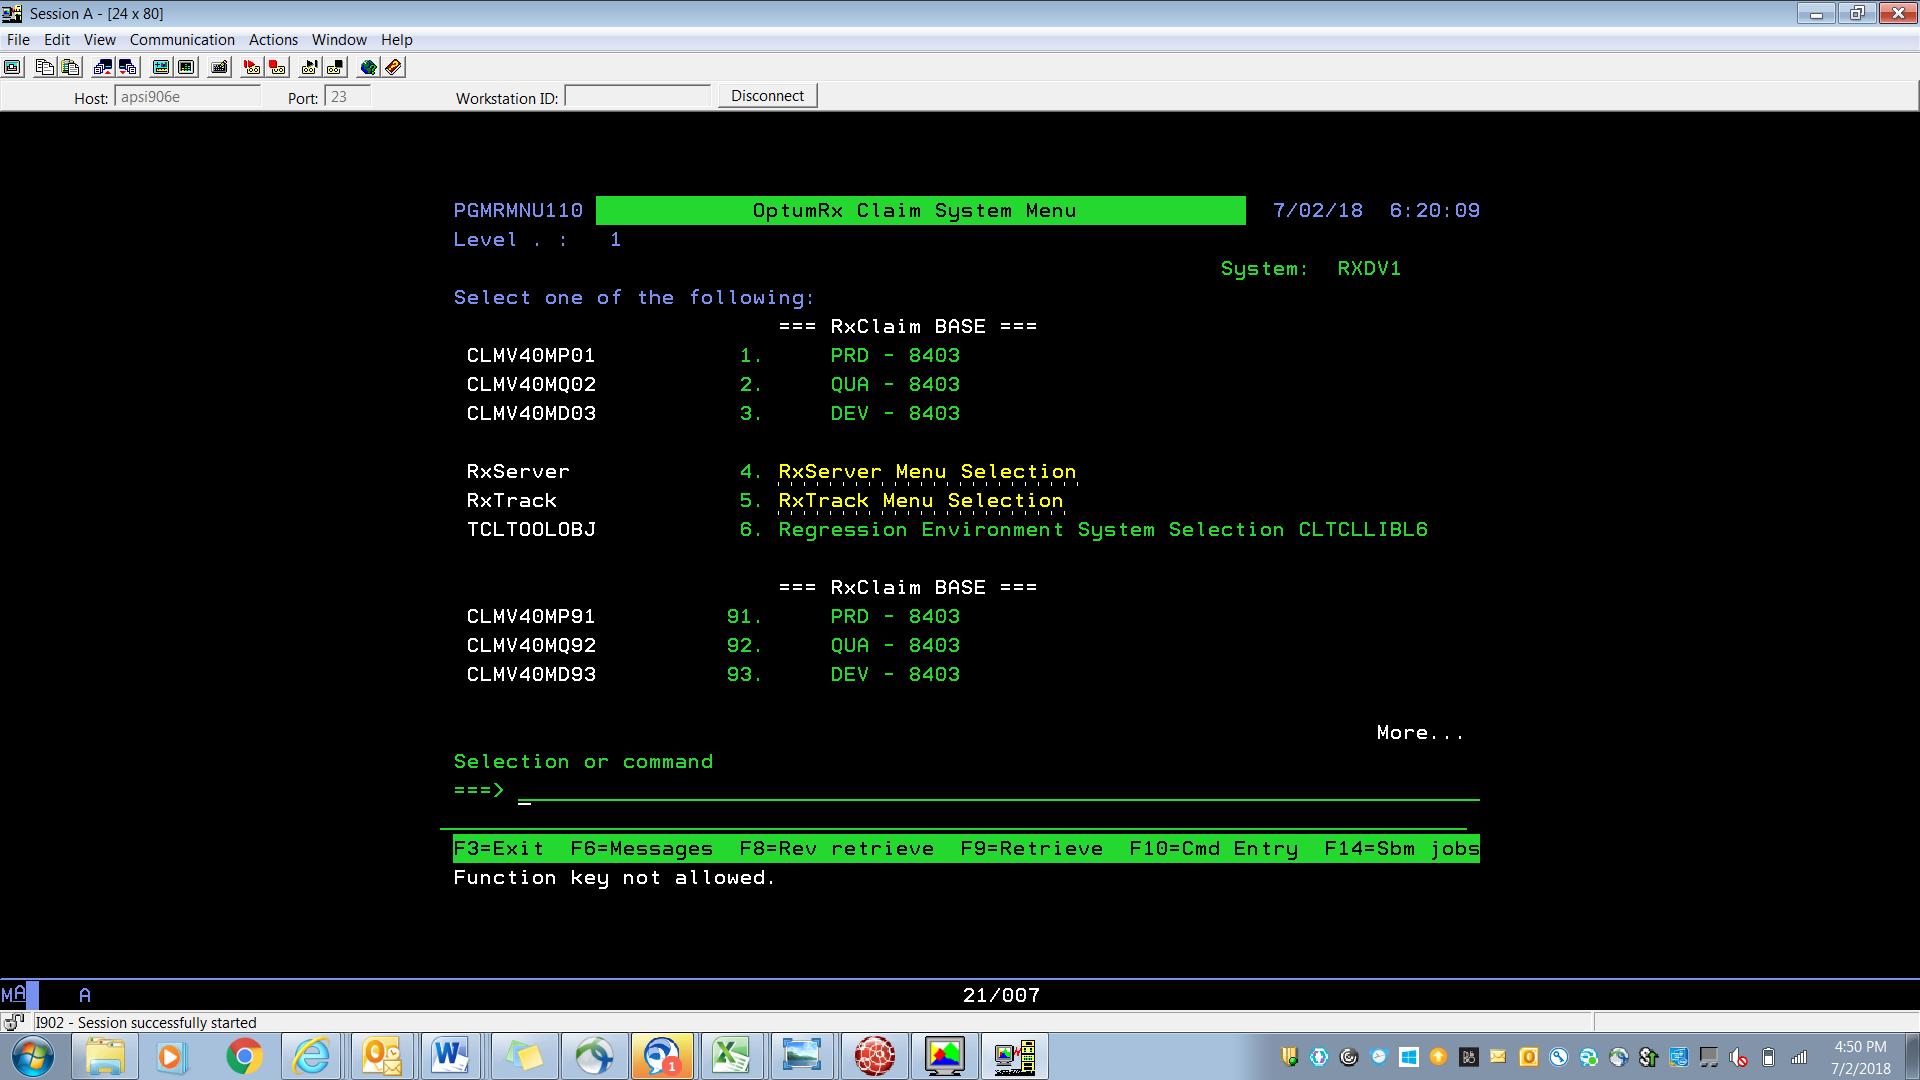 Session A - [24 x 80]
File Edit View Communication Actions Window Help
Host: apsi906e Port: 23 Workstation ID: Disconnect
PGMRMNU110 OptumRx Claim System Menu 7/02/18 6:20:09
Level . : 1
System: RXDV1
Select one of the following:
=== RxClaim BASE ===
CLMV40MP01 1. PRD - 8403
CLMV40MQ02 2. QUA - 8403
CLMV40MD03 3. DEV - 8403
RxServer 4. RxServer Menu Selection
RxTrack 5. RxTrack Menu Selection
TCLTOOLOBJ 6. Regression Environment System Selection CLTCLLIBL6
=== RxClaim BASE ===
CLMV40MP91 91. PRD - 8403
CLMV40MQ92 92. QUA - 8403
CLMV40MD93 93. DEV - 8403
More...
Selection or command
===>
F3=Exit F6=Messages F8=Rev retrieve F9=Retrieve F10=Cmd Entry F14=Sbm jobs
Function key not allowed.
MA A 21/007
I902 - Session successfully started
1
4:50 PM
7/2/2018